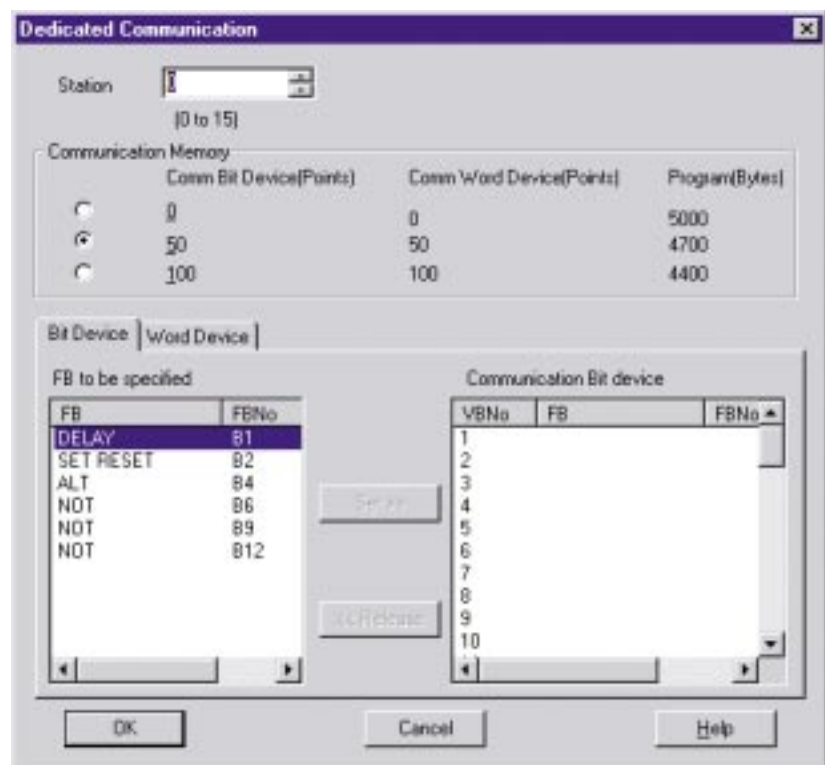 Dedicated Communication
Station 0
(0 to 15)
Communication Memory
Comm Bit Device(Points) Comm Word Device(Points) Program(Bytes)
0 0 5000
50 50 4700
100 100 4400
Bit Device Word Device
FB to be specified Communication Bit device
FB FBNo VBNo FB FBNo
DELAY B1 1
SET RESET B2 2
ALT B4 3
NOT B6 4
NOT B9 5
NOT B12 6
7
8
9
10
Set >>
<<Release
OK Cancel Help